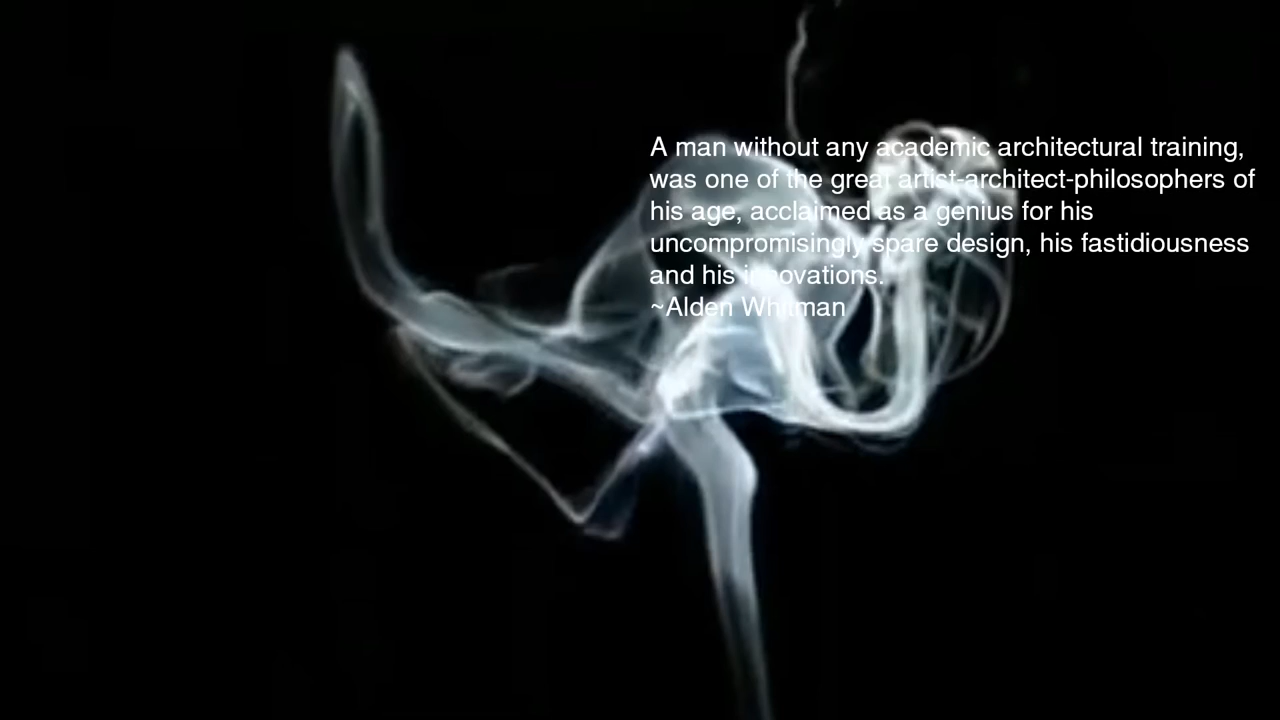 A man without any academic architectural training,
was one of the great artist-architect-philosophers of
his age, acclaimed as a genius for his
uncompromisingly spare design, his fastidiousness
and his innovations.
~Alden Whitman